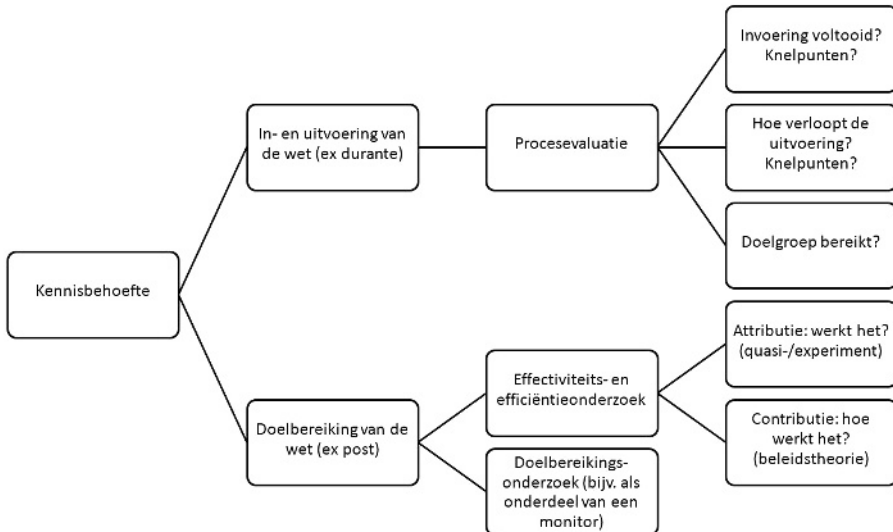 Kennisbehoefte
In- en uitvoering van
de wet (ex durante)
Procesevaluatie
Invoering voltooid?
Knelpunten?
Hoe verloopt de
uitvoering?
Knelpunten?
Doelgroep bereikt?
Doelbereiking van de
wet (ex post)
Effectiviteits- en
efficiëntieonderzoek
Attributie: werkt het?
(quasi-/experiment)
Contributie: hoe
werkt het?
(beleidstheorie)
Doelbereikings-
onderzoek (bijv. als
onderdeel van een
monitor)